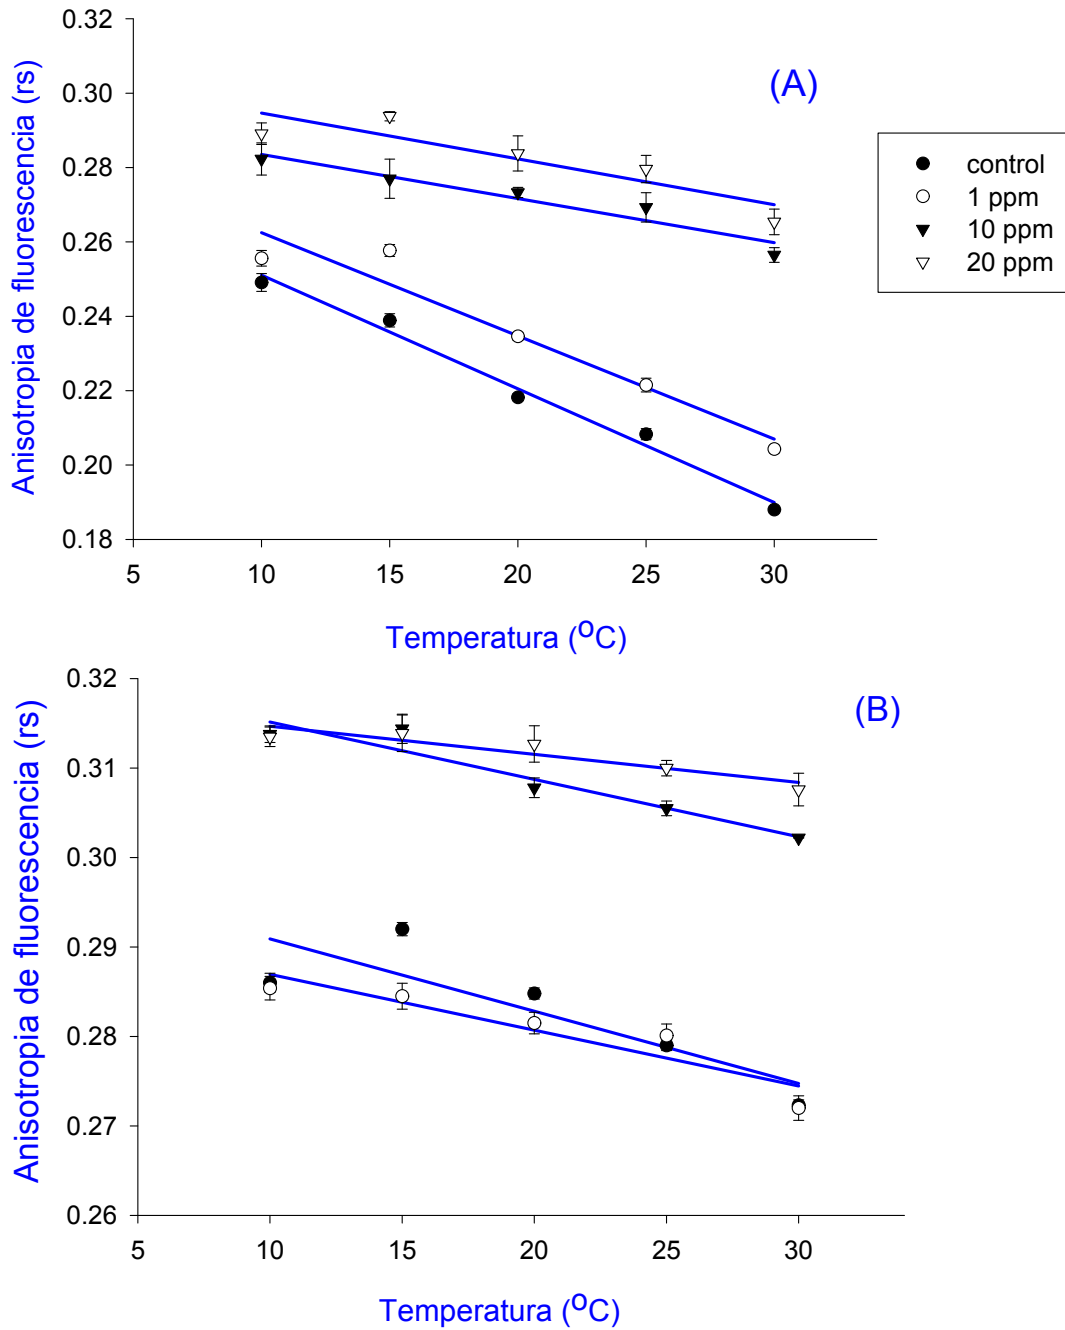 0.32
0.30
0.28
0.26
0.24
0.22
0.20
0.18
Anisotropia de fluorescencia (rs)
(A)
control
1 ppm
10 ppm
20 ppm
5 10 15 20 25 30
Temperatura (ºC)
0.32
0.31
0.30
0.29
0.28
0.27
0.26
Anisotropia de fluorescencia (rs)
(B)
5 10 15 20 25 30
Temperatura (ºC)